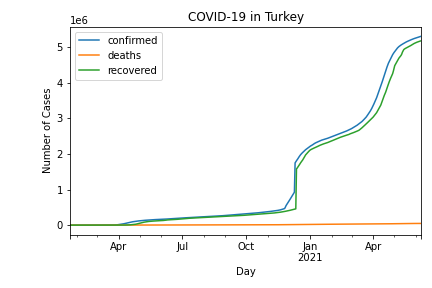 COVID-19 in Turkey
1e6
confirmed
deaths
recovered
Number of Cases
5
4
3
2
1
0
Apr
Jul
Oct
Jan
2021
Apr
Day